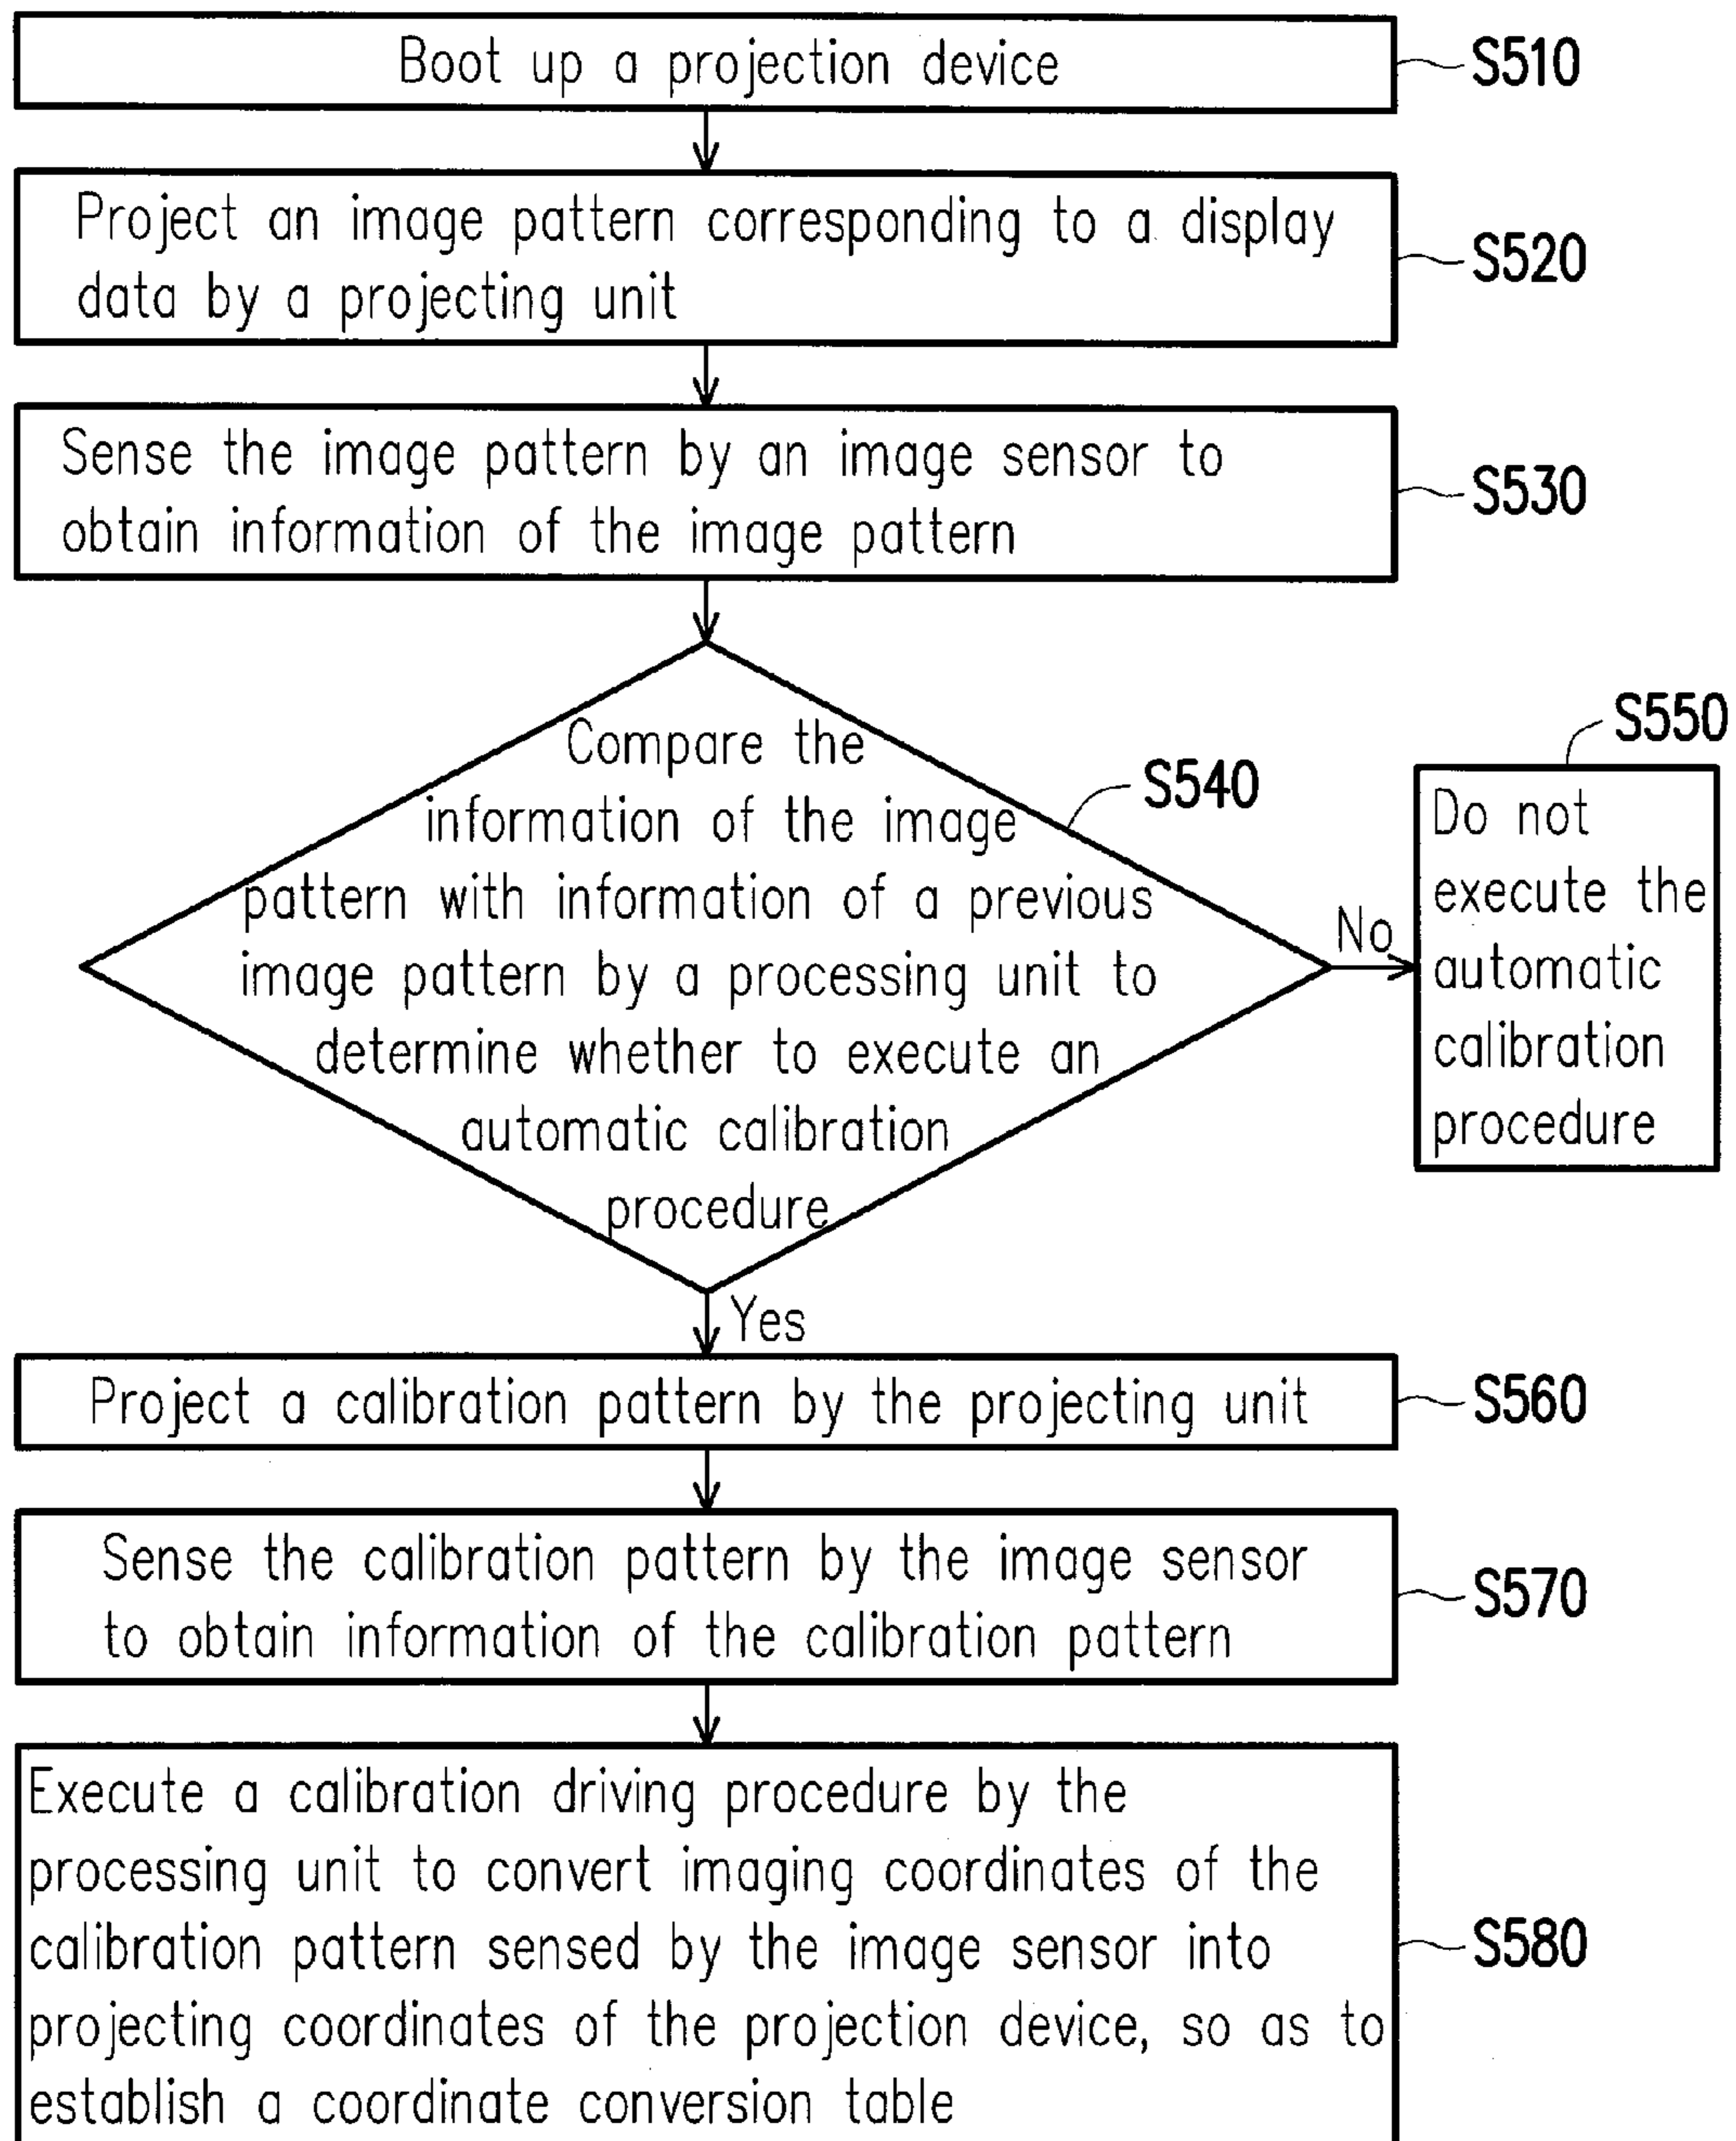 Boot up a projection device
S510
Project an image pattern corresponding to a display
data by a projecting unit
S520
Sense the image pattern by an image sensor to
obtain information of the image pattern
S530
Compare the
information of the image
pattern with information of a previous
image pattern by a processing unit to
determine whether to execute an
automatic calibration
procedure
S540
No
S550
Do not
execute the
automatic
calibration
procedure
Yes
Project a calibration pattern by the projecting unit
S560
Sense the calibration pattern by the image sensor
to obtain information of the calibration pattern
S570
Execute a calibration driving procedure by the
processing unit to convert imaging coordinates of the
calibration pattern sensed by the image sensor into
projecting coordinates of the projection device, so as to
establish a coordinate conversion table
S580